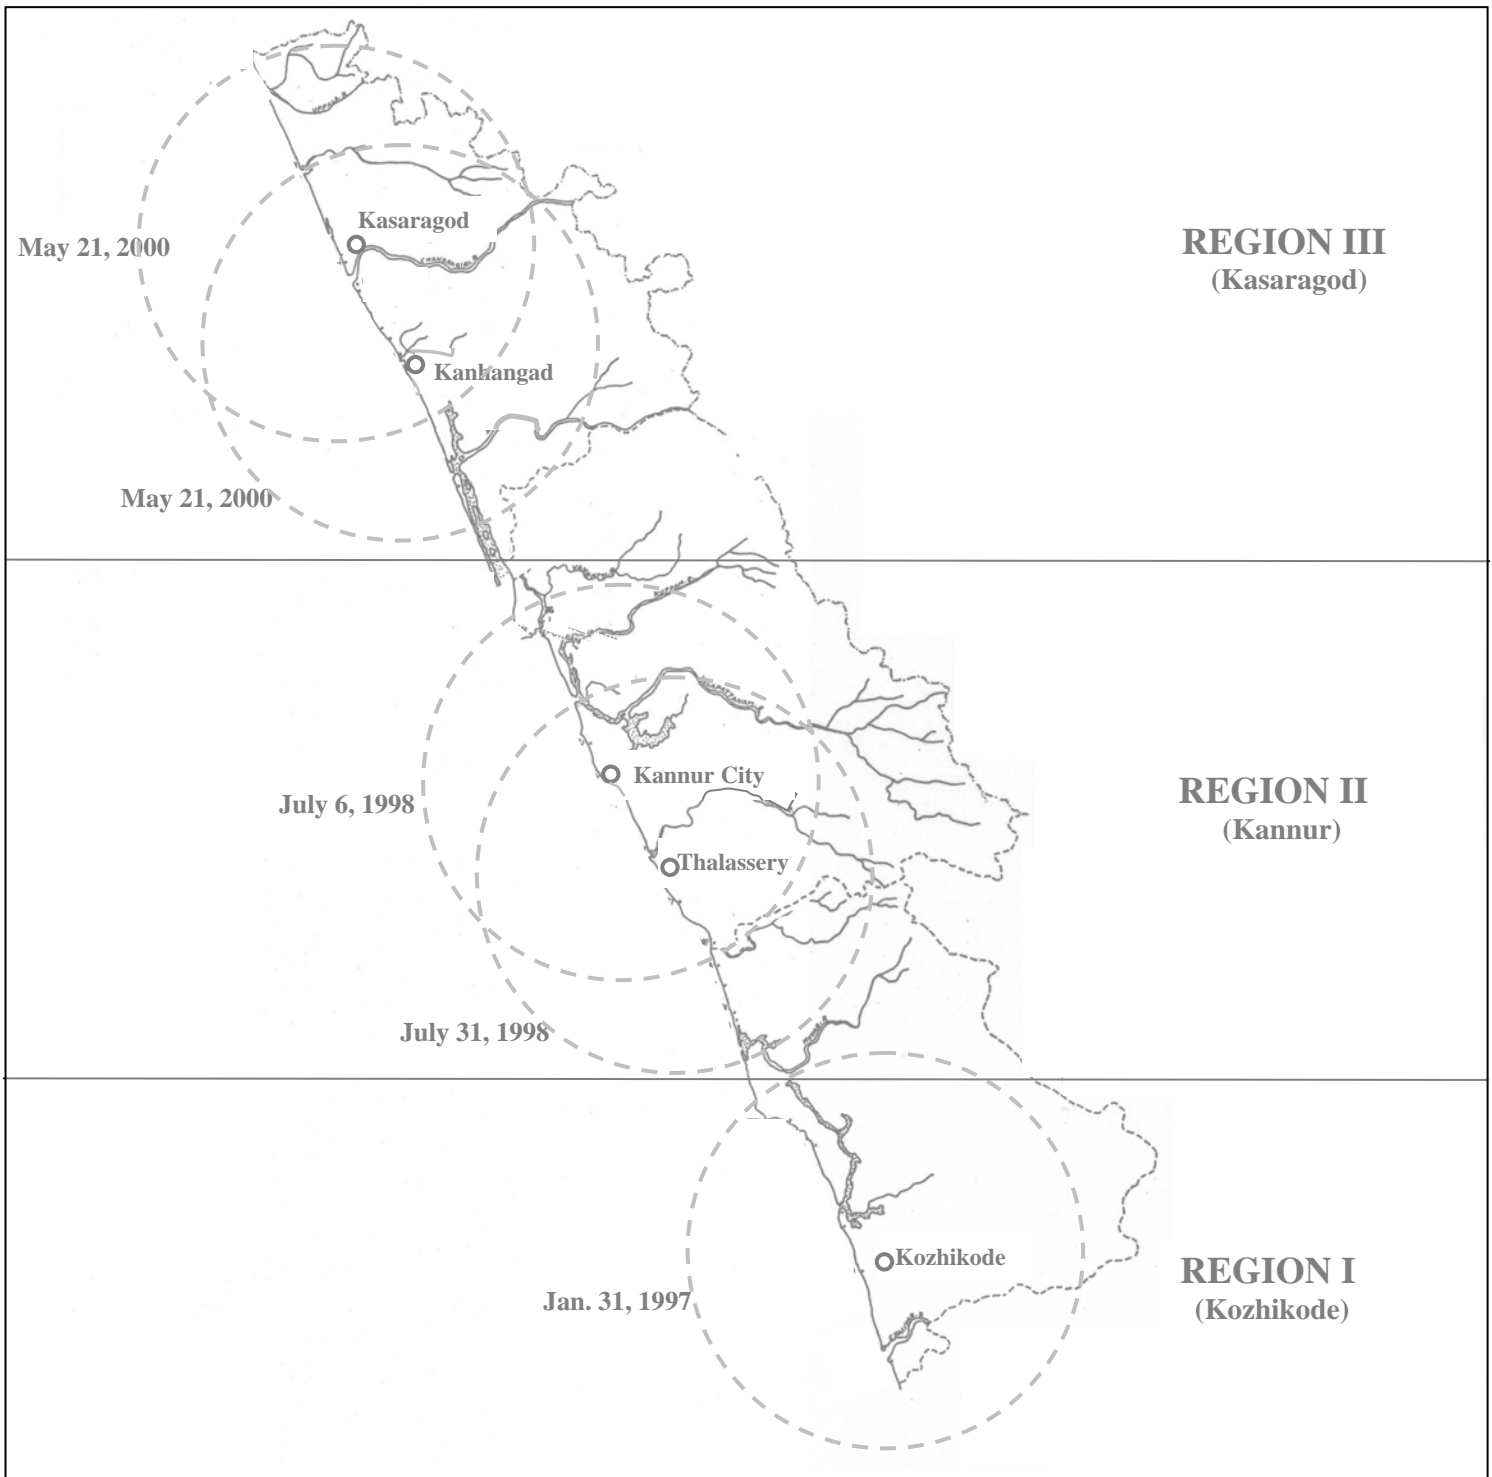 Kasaragod
May 21, 2000
REGION III
(Kasaragod)
Kanhangad
May 21, 2000
Kannur City
July 6, 1998
REGION II
(Kannur)
Thalassery
July 31, 1998
Kozhikode
Jan. 31, 1997
REGION I
(Kozhikode)